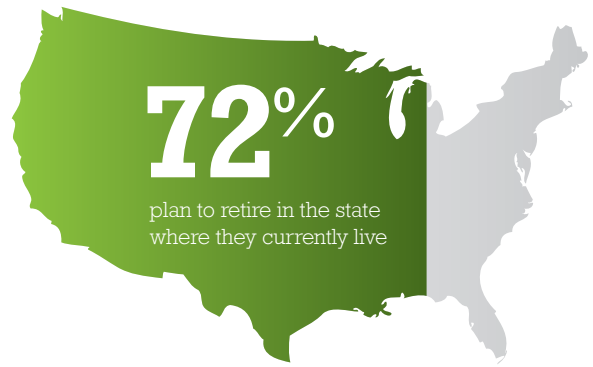 72%
plan to retire in the state
where they currently live